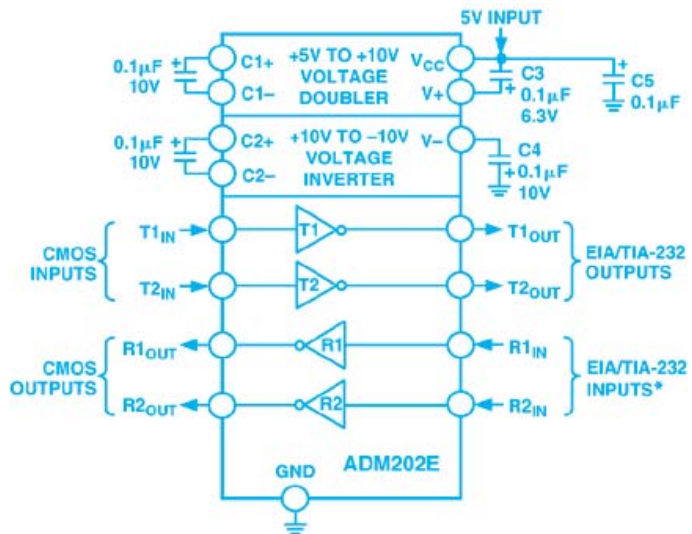 5V INPUT
0.1µF
10V
+
C1+
C1–
+5V TO +10V
VOLTAGE
DOUBLER
VCC
V+
C3
+ 0.1µF
6.3V
+
C5
0.1µF
0.1µF
10V
+
C2+
C2–
+10V TO –10V
VOLTAGE
INVERTER
V–
C4
+ 0.1µF
10V
CMOS
INPUTS
T1IN
T1
T1OUT
T2IN
T2
T2OUT
EIA/TIA-232
OUTPUTS
CMOS
OUTPUTS
R1OUT
R1
R1IN
R2OUT
R2
R2IN
EIA/TIA-232
INPUTS*
GND
ADM202E